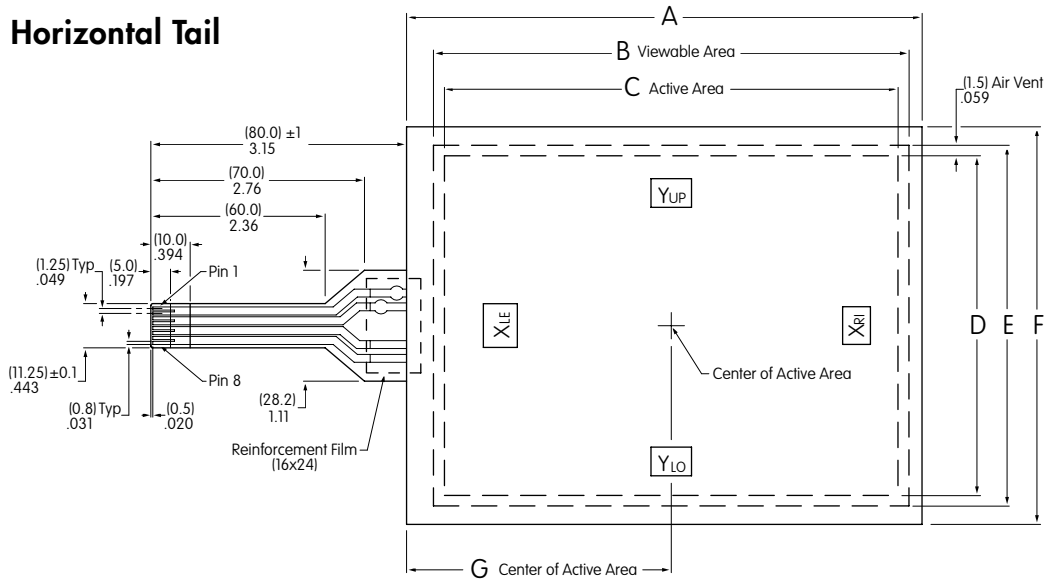 Horizontal Tail
A
B Viewable Area
C Active Area
(1.5) Air Vent
.059
(80.0) ±1
3.15
(70.0)
2.76
(60.0)
2.36
(10.0)
.394
(1.25) Typ
.049
(5.0)
.197
Pin 1
YUP
XLE
XRI
D
E
F
Center of Active Area
(11.25)±0.1
.443
Pin 8
(0.8) Typ
.031
(0.5)
.020
(28.2)
1.11
Reinforcement Film
(16x24)
YLO
G Center of Active Area